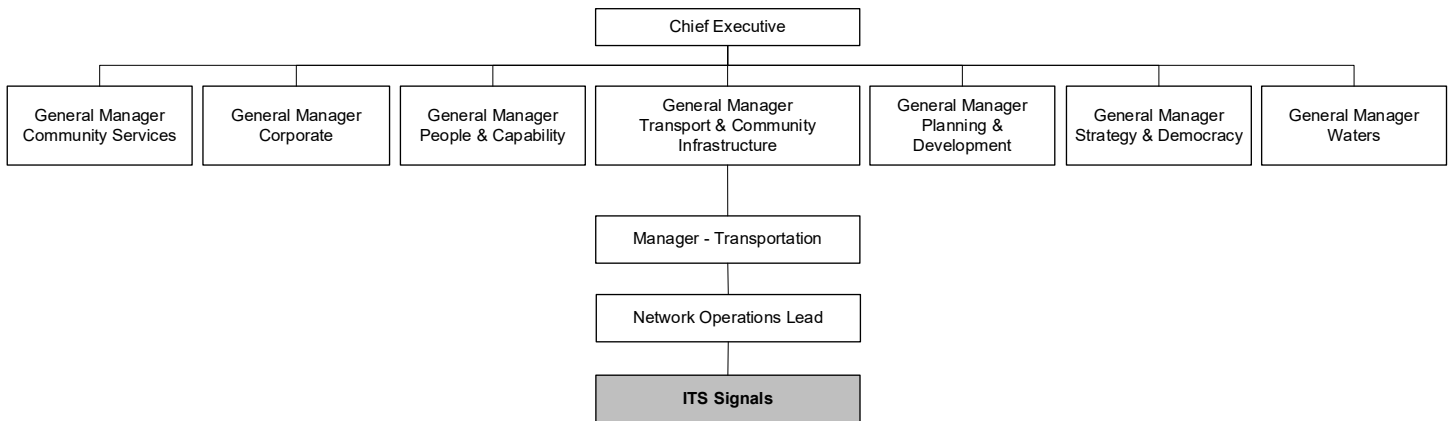 Chief Executive
General Manager
Community Services
General Manager
Corporate
General Manager
People & Capability
General Manager
Transport & Community
Infrastructure
General Manager
Planning &
Development
General Manager
Strategy & Democracy
General Manager
Waters
Manager - Transportation
Network Operations Lead
ITS Signals